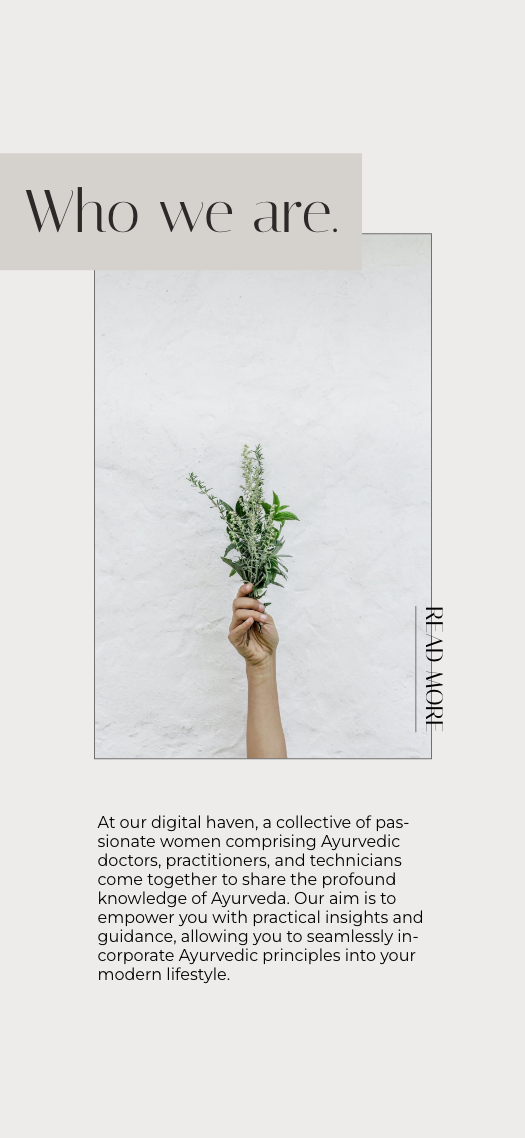 Who we are.
READ MORE
At our digital haven, a collective of pas-
sionate women comprising Ayurvedic
doctors, practitioners, and technicians
come together to share the profound
knowledge of Ayurveda. Our aim is to
empower you with practical insights and
guidance, allowing you to seamlessly in-
corporate Ayurvedic principles into your
modern lifestyle.